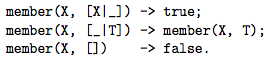 member(X, [X|_]) -> true;
member(X, [_|T]) -> member(X, T);
member(X, []) -> false.